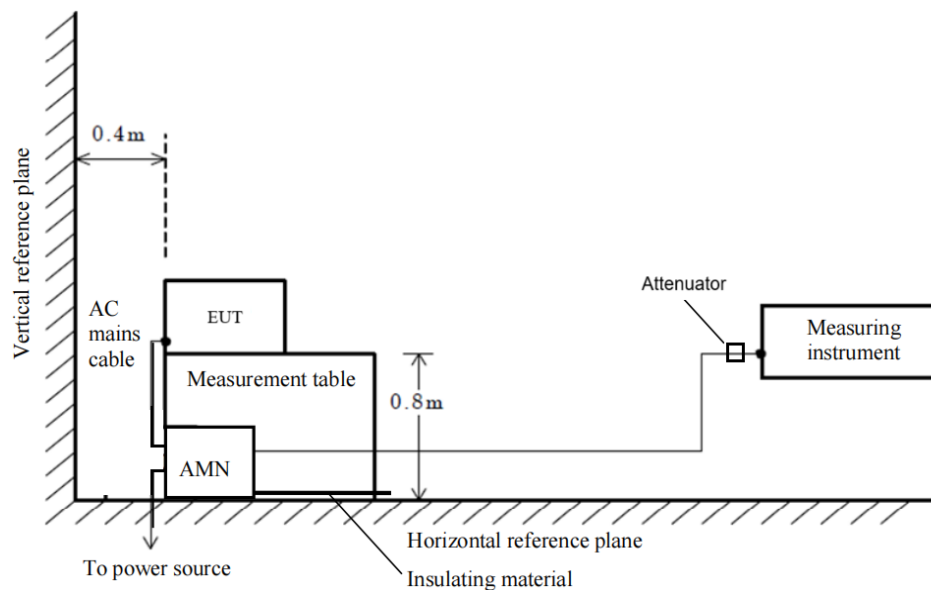 Vertical reference plane
0.4m
AC
mains
cable
EUT
Measurement table
0.8m
AMN
Attenuator
Measuring
instrument
To power source
Horizontal reference plane
Insulating material